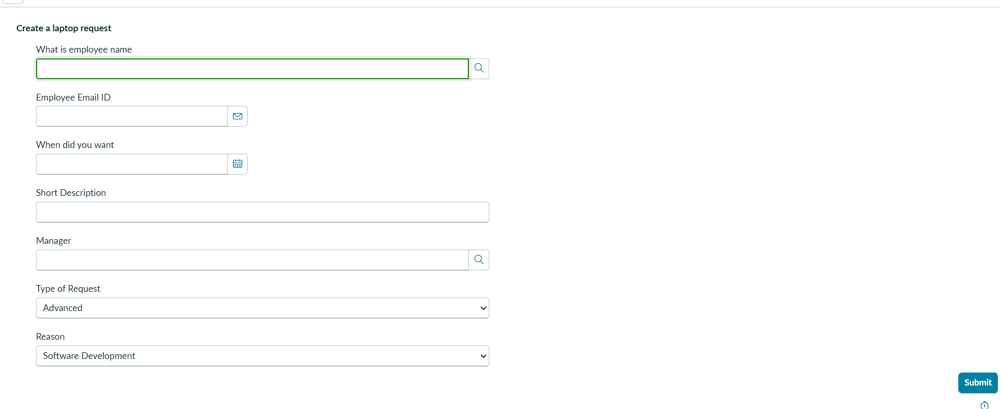 Create a laptop request
What is employee name
Employee Email ID
When did you want
Short Description
Manager
Type of Request
Advanced
Reason
Software Development
Submit